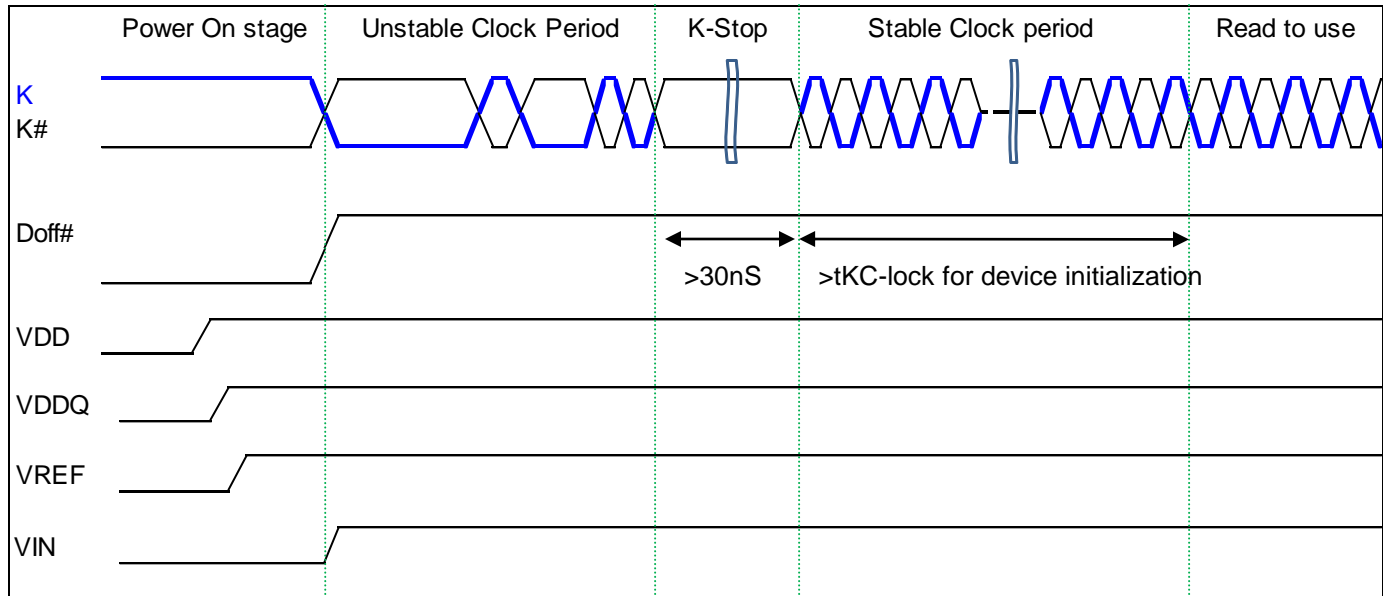 Power On stage Unstable Clock Period K-Stop Stable Clock period Read to use
K
K#
Doff#
>30nS >tKC-lock for device initialization
VDD
VDDQ
VREF
VIN